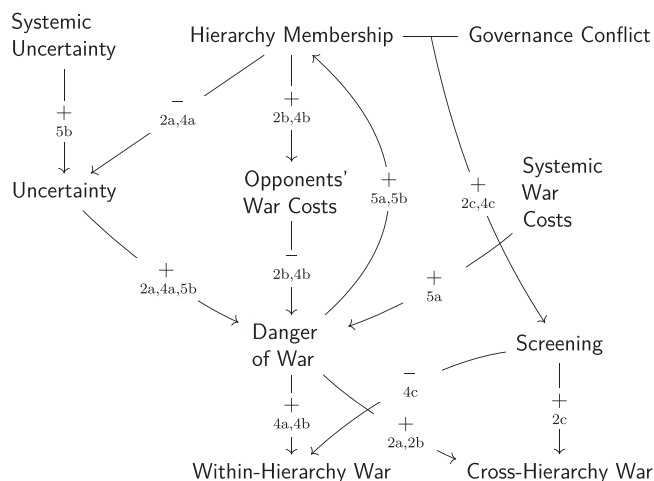 Systemic
Uncertainty
Hierarchy Membership
Governance Conflict
+
5b
−
2a,4a
+
2b,4b
Uncertainty
Opponents'
War Costs
+
5a,5b
+
2c,4c
Systemic
War
Costs
+
2a,4a,5b
−
2b,4b
+
5a
Danger
of War
Screening
−
4c
+
4a,4b
+
2a,2b
+
2c
Within-Hierarchy War
Cross-Hierarchy War